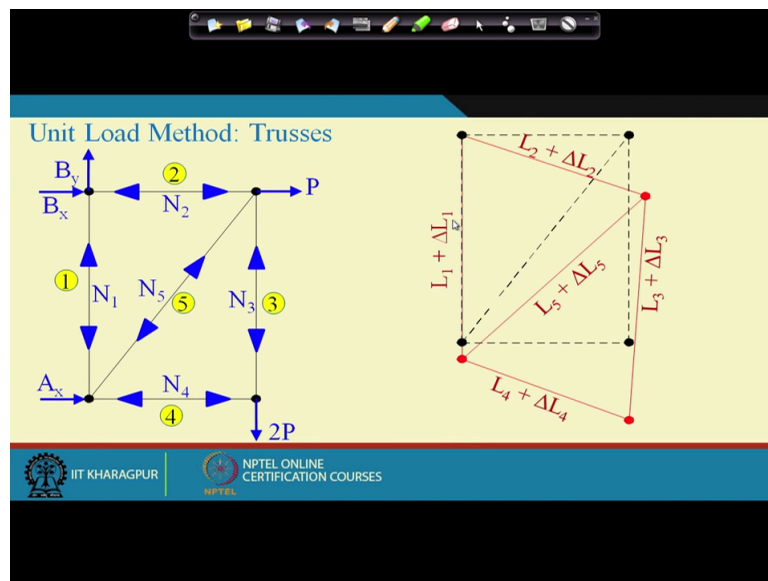 Unit Load Method: Trusses
By
Bx
2
N2
P
1
N1
N5
5
N3
3
Ax
N4
4
2P
L2 + ΔL2
L1 + ΔL1
L5 + ΔL5
L3 + ΔL3
L4 + ΔL4
IIT KHARAGPUR
NPTEL
NPTEL ONLINE
CERTIFICATION COURSES